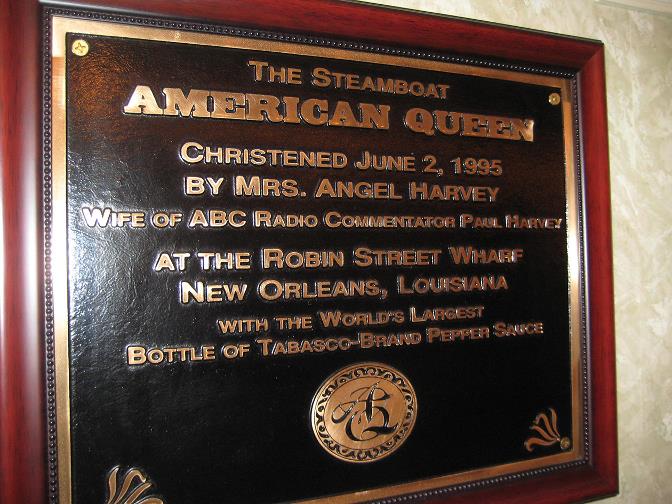 THE STEAMBOAT
AMERICAN QUEEN
CHRISTENED JUNE 2, 1995
BY MRS. ANGEL HARVEY
WIFE OF ABC RADIO COMMENTATOR PAUL HARVEY
AT THE ROBIN STREET WHARF
NEW ORLEANS, LOUISIANA
WITH THE WORLD'S LARGEST
BOTTLE OF TABASCO-BRAND PEPPER SAUCE
AQ